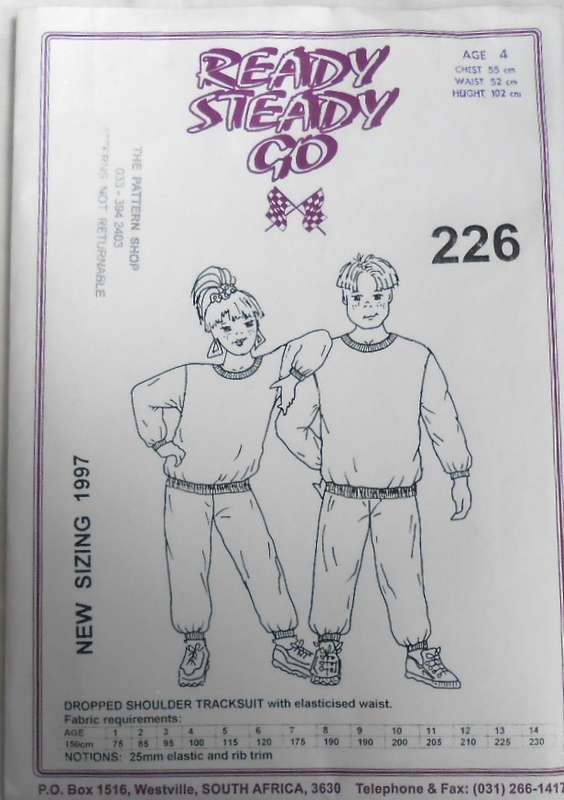 READY
STEADY
GO
AGE 4
CHEST 55 cm
WAIST 52 cm
HEIGHT 102 cm
THE PATTERN SHOP
033 - 394 2403
NOT RETURNABLE
226
NEW SIZING 1997
DROPPED SHOULDER TRACKSUIT with elasticised waist.
Fabric requirements:
AGE 1 2 3 4 5 6 7 8 9 10 11 12 13 14
150cm 75 85 95 100 115 120 175 190 190 200 205 210 225 230
NOTIONS: 25mm elastic and rib trim
P.O. Box 1516, Westville, SOUTH AFRICA, 3630 Telephone & Fax: (031) 266-1417